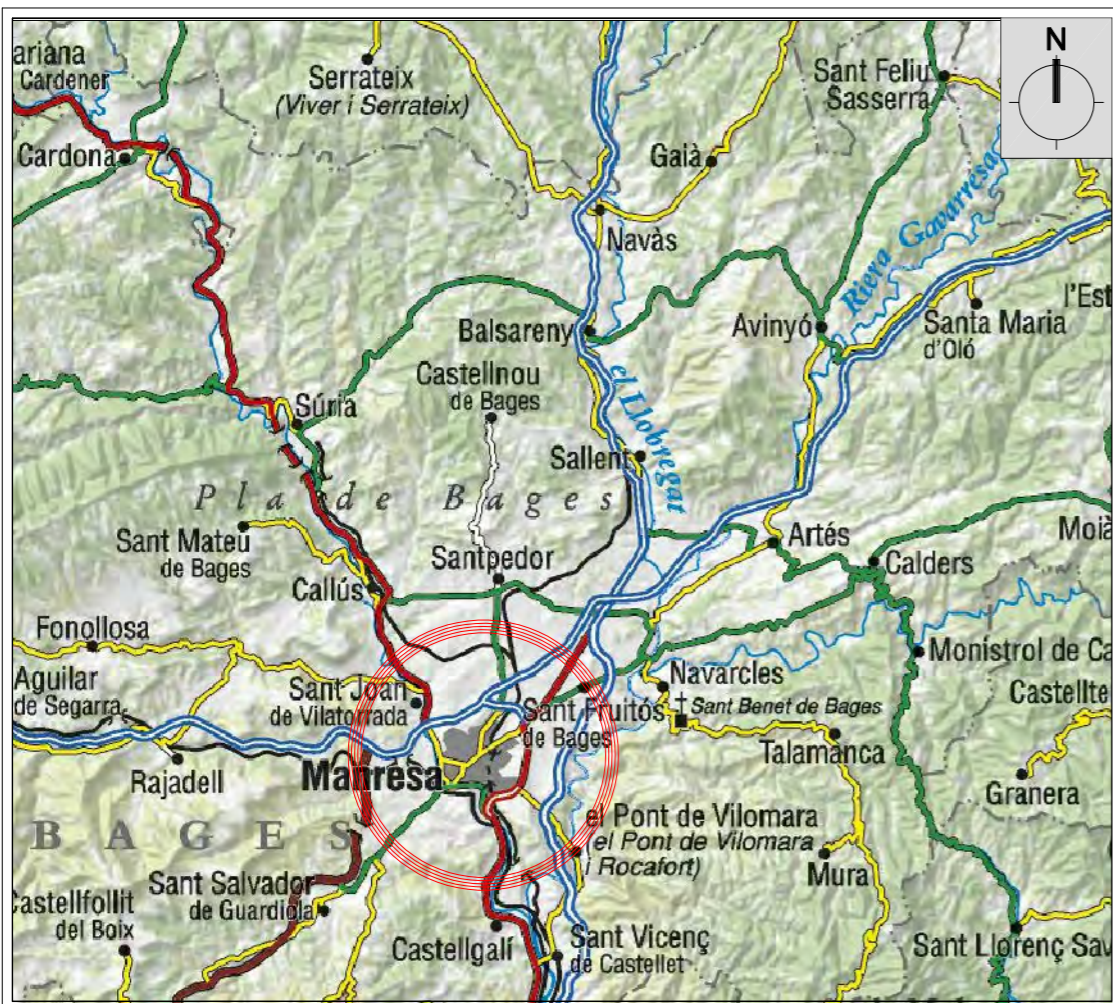 N
ariana
Cardener
Serrateix
(Viver i Serrateix)
Sant Feliu
Sasserra
Cardona
Gaià
Riera Gavarresa
Navàs
Balsareny
Avinyó
l'Est
Santa Maria
d'Oló
Castellnou
de Bages
el Llobregat
Súria
Sallent
Pla de Bages
Sant Mateu
de Bages
Santpedor
Artés
Moià
Callús
Calders
Fonollosa
Monistrol de Ca
Aguilar
de Segarra
Sant Joan
de Vilatorrada
Navarcles
Castellte
Sant Fruitós
de Bages
Sant Benet de Bages
Talamanca
Rajadell
Manresa
Granera
BAGES
el Pont de Vilomara
(el Pont de Vilomara
i Rocafort)
Mura
Sant Salvador
de Guardiola
Castellfollit
del Boix
Castellgalí
Sant Vicenç
de Castellet
Sant Llorenç Sav